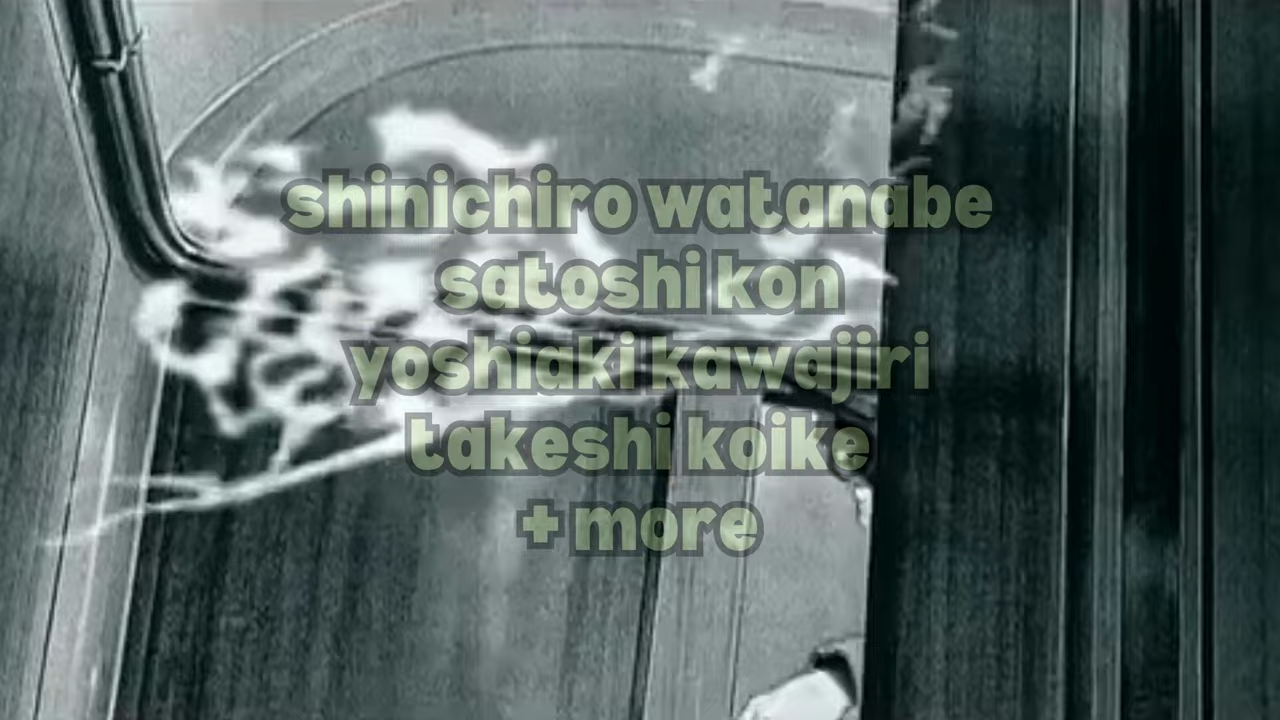 shinichiro watanabe
satoshi kon
yoshiaki kawajiri
takeshi koike
+ more